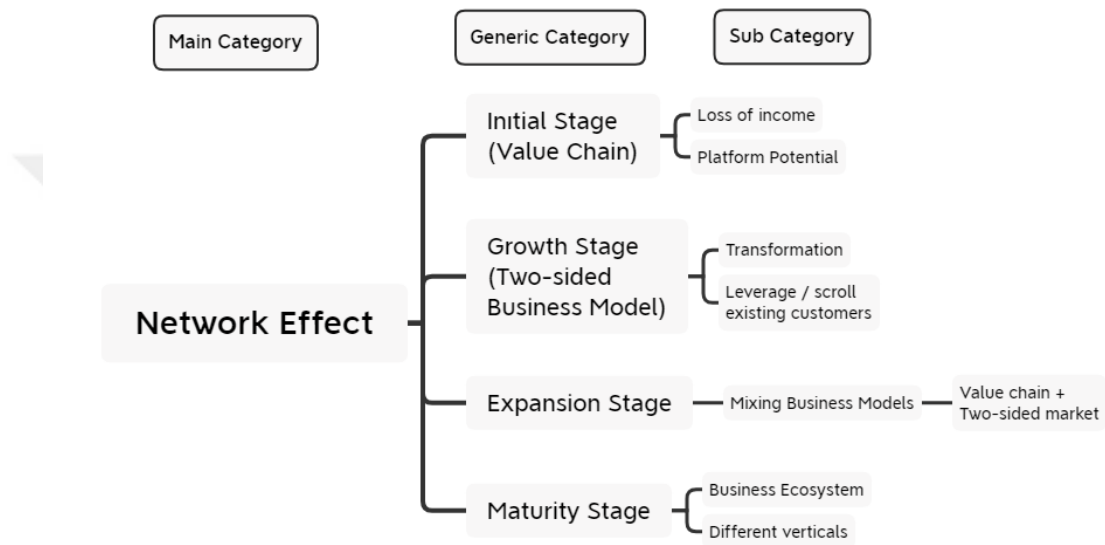 Main Category
Generic Category
Sub Category
Initial Stage
(Value Chain)
Loss of income
Platform Potential
Growth Stage
(Two-sided
Business Model)
Transformation
Leverage / scroll
existing customers
Network Effect
Expansion Stage
Mixing Business Models
Value chain +
Two-sided market
Maturity Stage
Business Ecosystem
Different verticals